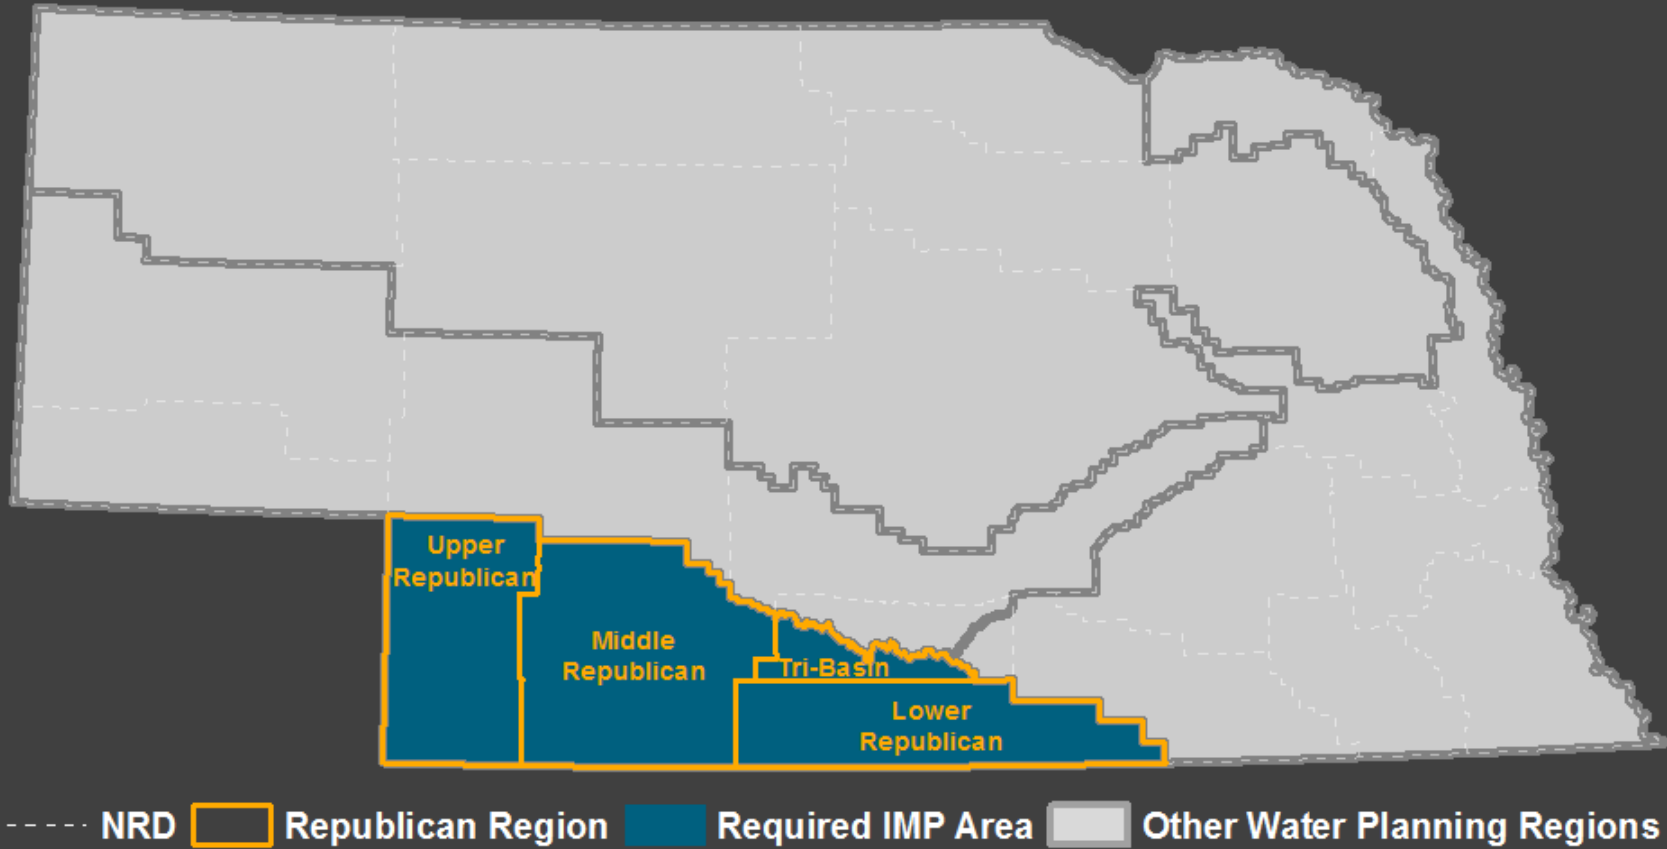 Upper
Republican
Middle
Republican
Tri-Basin
Lower
Republican
NRD
Republican Region
Required IMP Area
Other Water Planning Regions